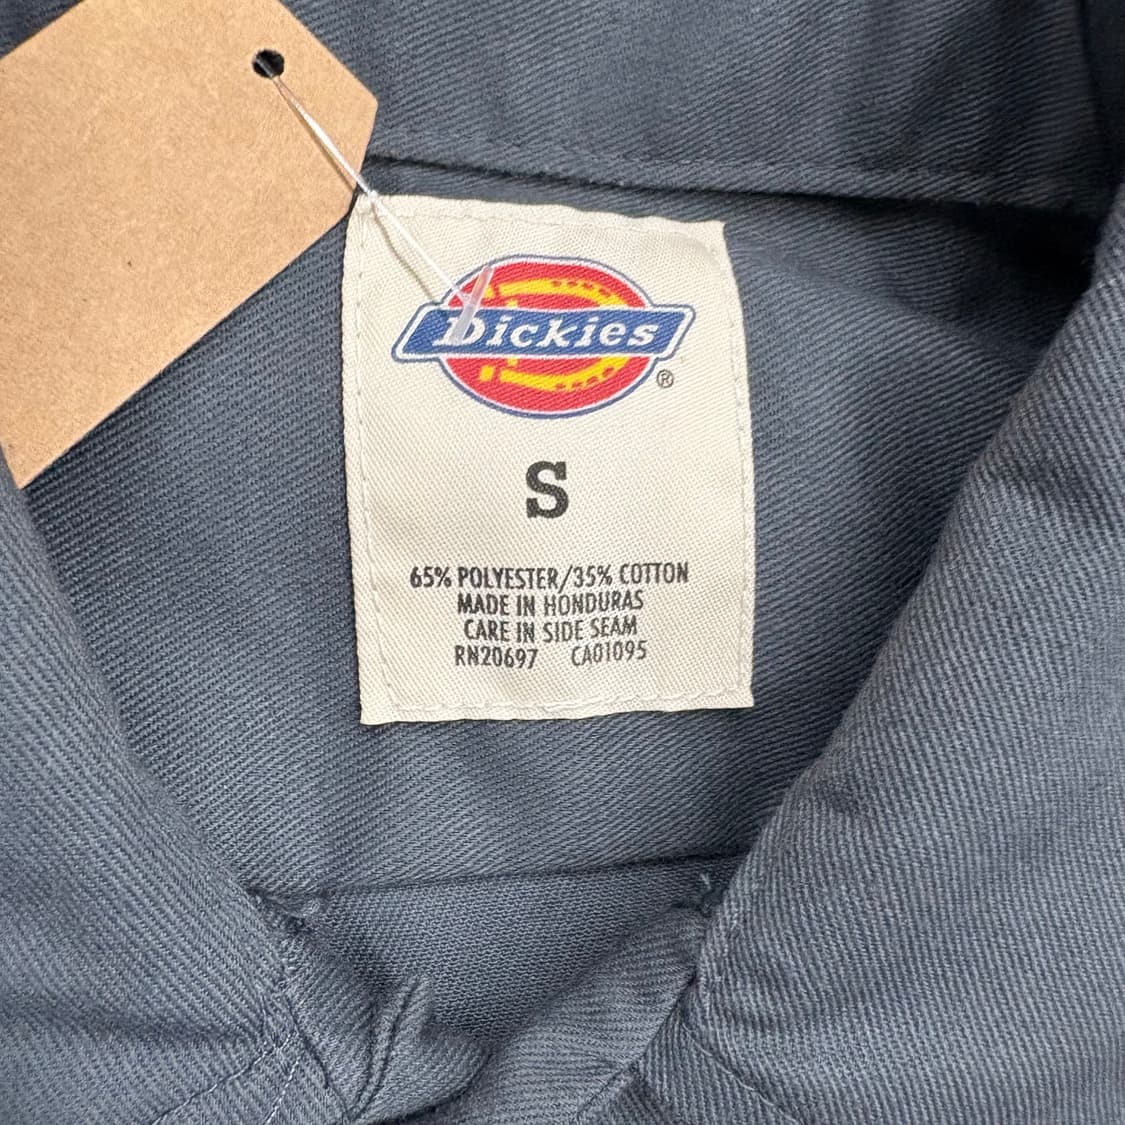 Dickies
®
S
65% POLYESTER/35% COTTON
MADE IN HONDURAS
CARE IN SIDE SEAM
RN20697 CA01095